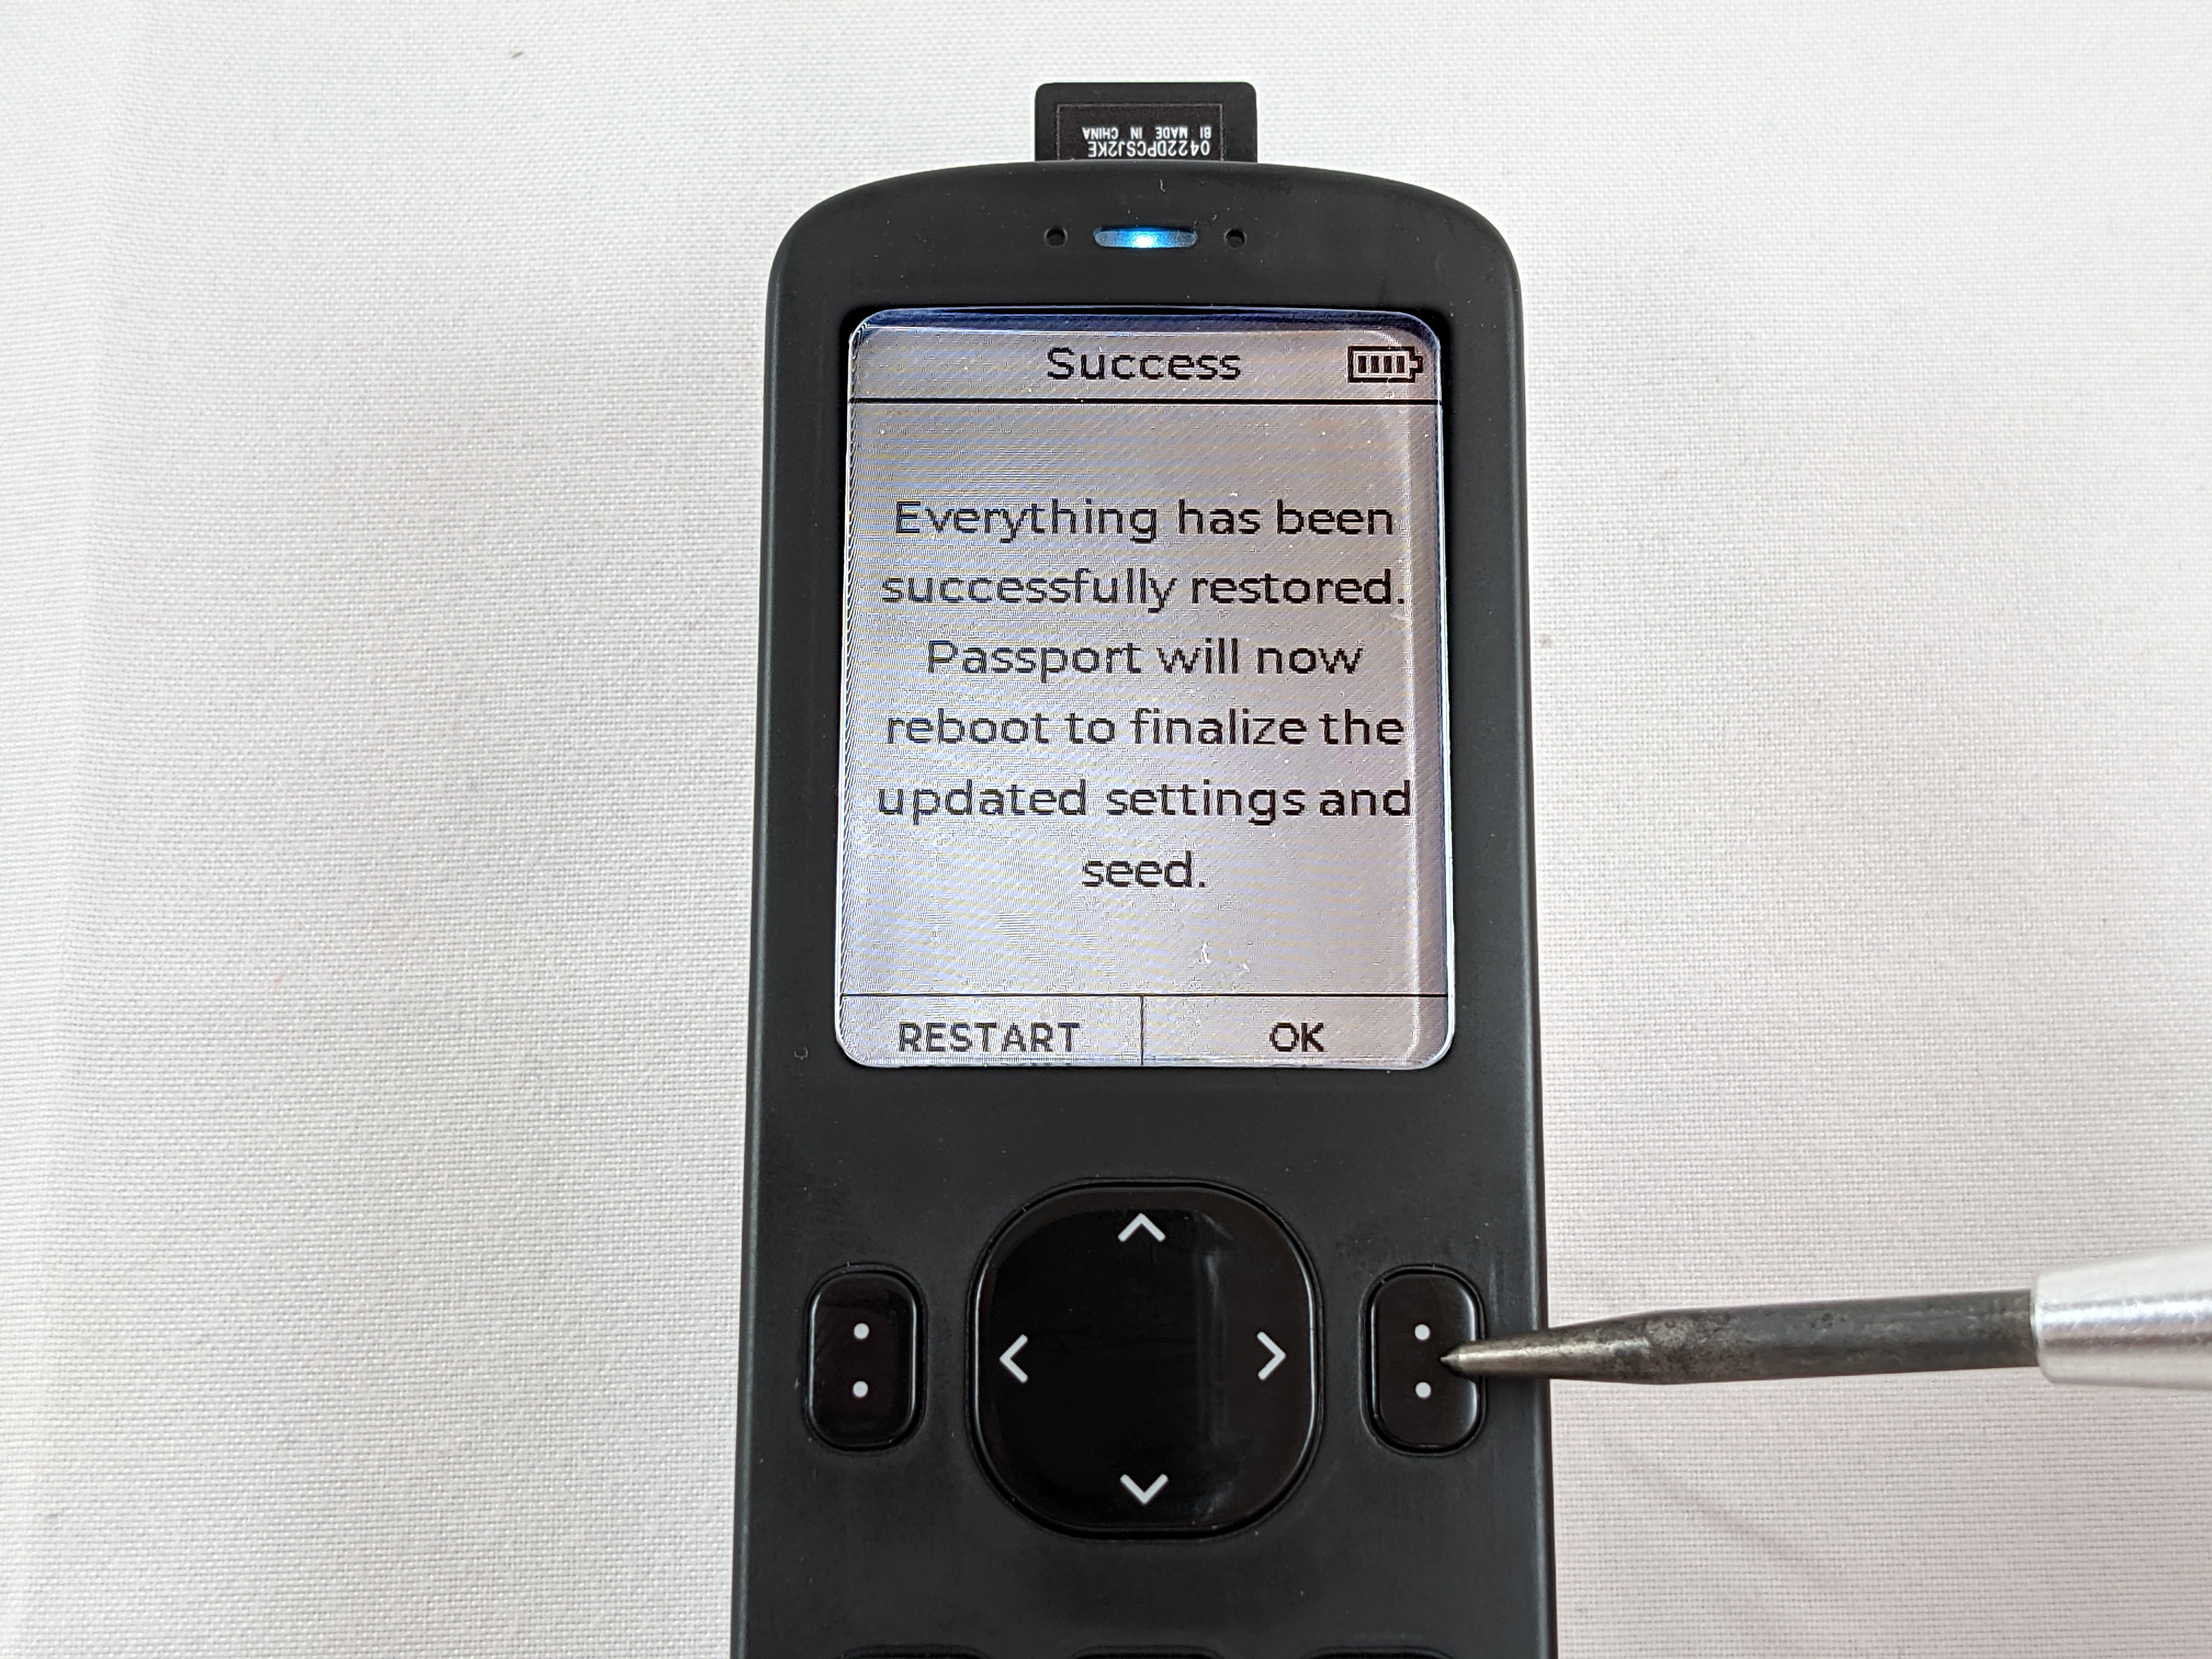 0422DPCSJ2KE
BI MADE IN CHINA
Success
Everything has been
successfully restored.
Passport will now
reboot to finalize the
updated settings and
seed.
RESTART
OK